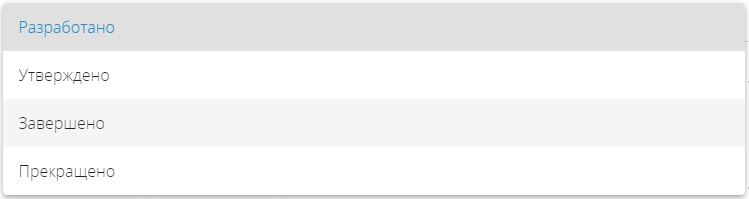 Разработано
Утверждено
Завершено
Прекращено